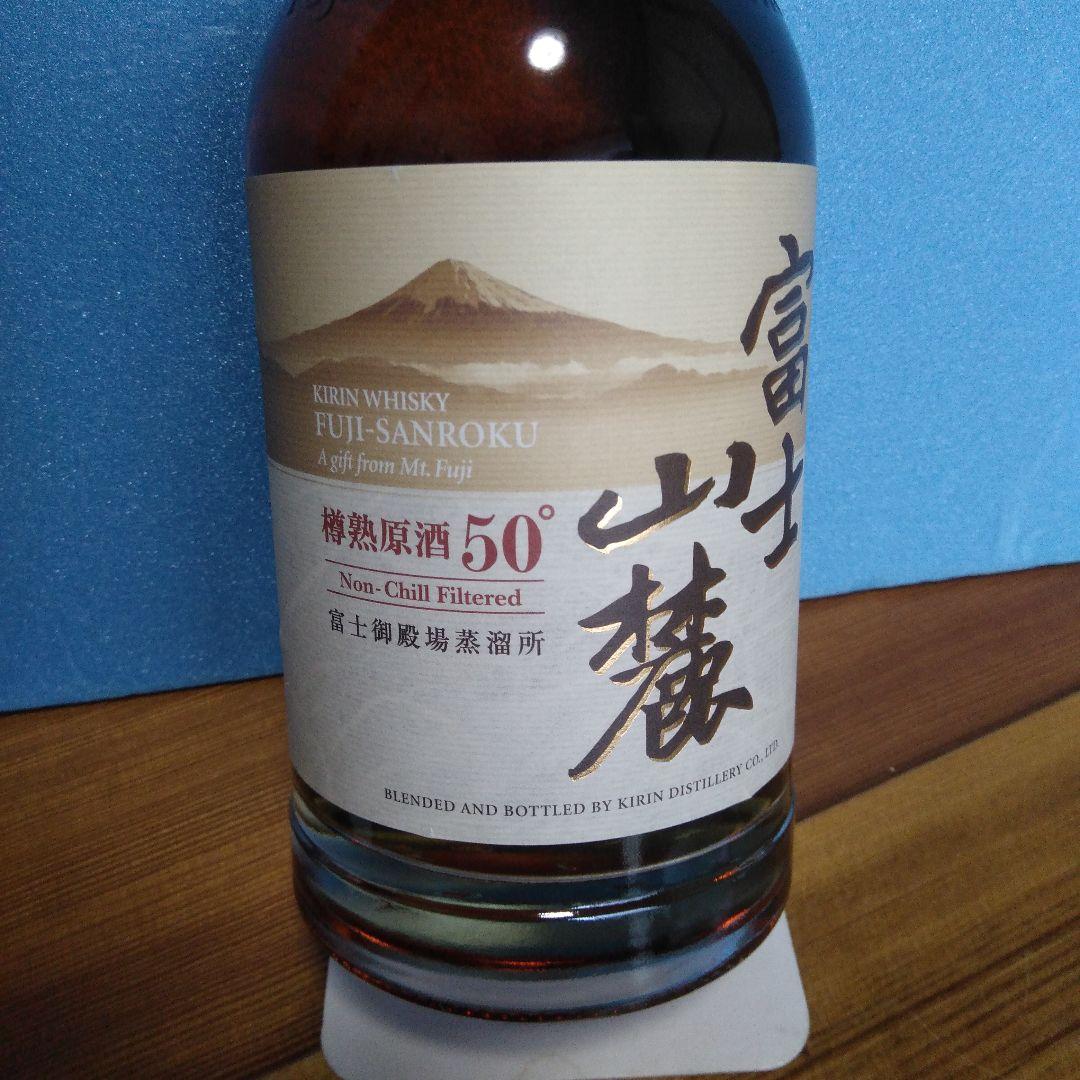 KIRIN WHISKY
FUJI-SANROKU
A gift from Mt. Fuji
樽熟原酒 50°
Non-Chill Filtered
富士御殿場蒸溜所
富士
山麓
BLENDED AND BOTTLED BY KIRIN DISTILLERY CO., LTD.